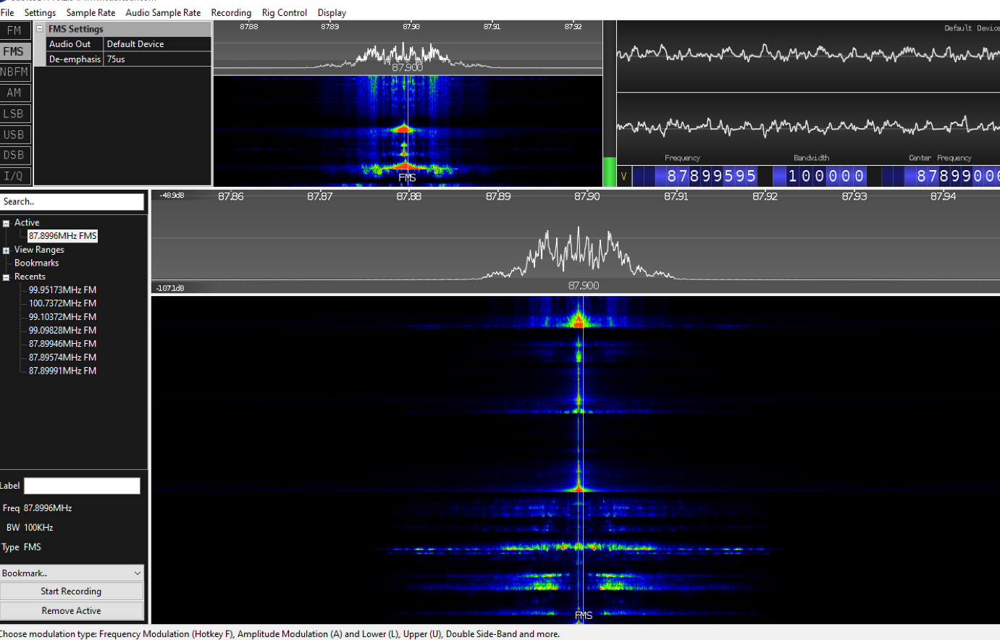 File Settings Sample Rate Audio Sample Rate Recording Rig Control Display
FM
FMS
NBFM
AM
LSB
USB
DSB
I/Q
FMS Settings
Audio Out Default Device
De-emphasis 75us
87.88 87.89 87.90 87.91 87.92
87.900
FMS
Default Device
Frequency Bandwidth Center Frequency
V 87899595 100000 87899006
Search..
Active
87.8996MHz FMS
View Ranges
Bookmarks
Recents
99.95173MHz FM
100.7372MHz FM
99.10372MHz FM
99.09828MHz FM
87.89946MHz FM
87.89574MHz FM
87.89991MHz FM
Label
Freq 87.8996MHz
BW 100KHz
Type FMS
Bookmark..
Start Recording
Remove Active
-48.9dB 87.86 87.87 87.88 87.89 87.90 87.91 87.92 87.93 87.94
-107.1dB
87.900
FMS
Choose modulation type: Frequency Modulation (Hotkey F), Amplitude Modulation (A) and Lower (L), Upper (U), Double Side-Band and more.